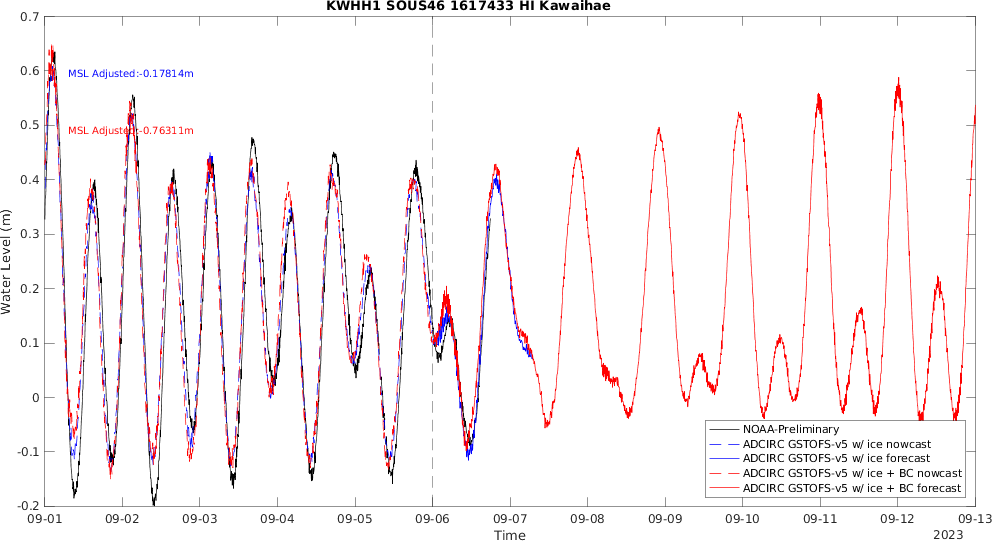 KWHH1 SOUS46 1617433 HI Kawaihae
0.7
0.6
0.5
0.4
0.3
0.2
0.1
0
-0.1
-0.2
Water Level (m)
MSL Adjusted:-0.17814m
MSL Adjusted:-0.76311m
NOAA-Preliminary
ADCIRC GSTOFS-v5 w/ ice nowcast
ADCIRC GSTOFS-v5 w/ ice forecast
ADCIRC GSTOFS-v5 w/ ice + BC nowcast
ADCIRC GSTOFS-v5 w/ ice + BC forecast
09-01 09-02 09-03 09-04 09-05 09-06 09-07 09-08 09-09 09-10 09-11 09-12 09-13
Time
2023